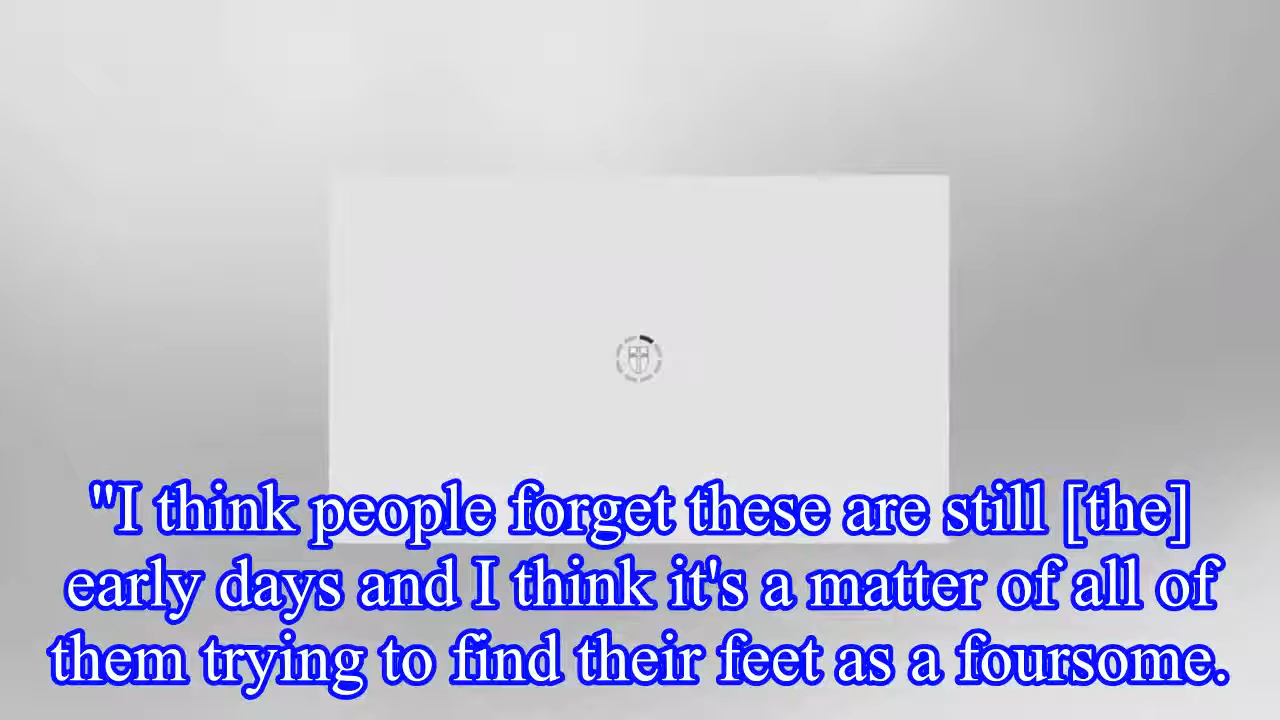 "I think people forget these are still [the]
early days and I think it's a matter of all of
them trying to find their feet as a foursome.